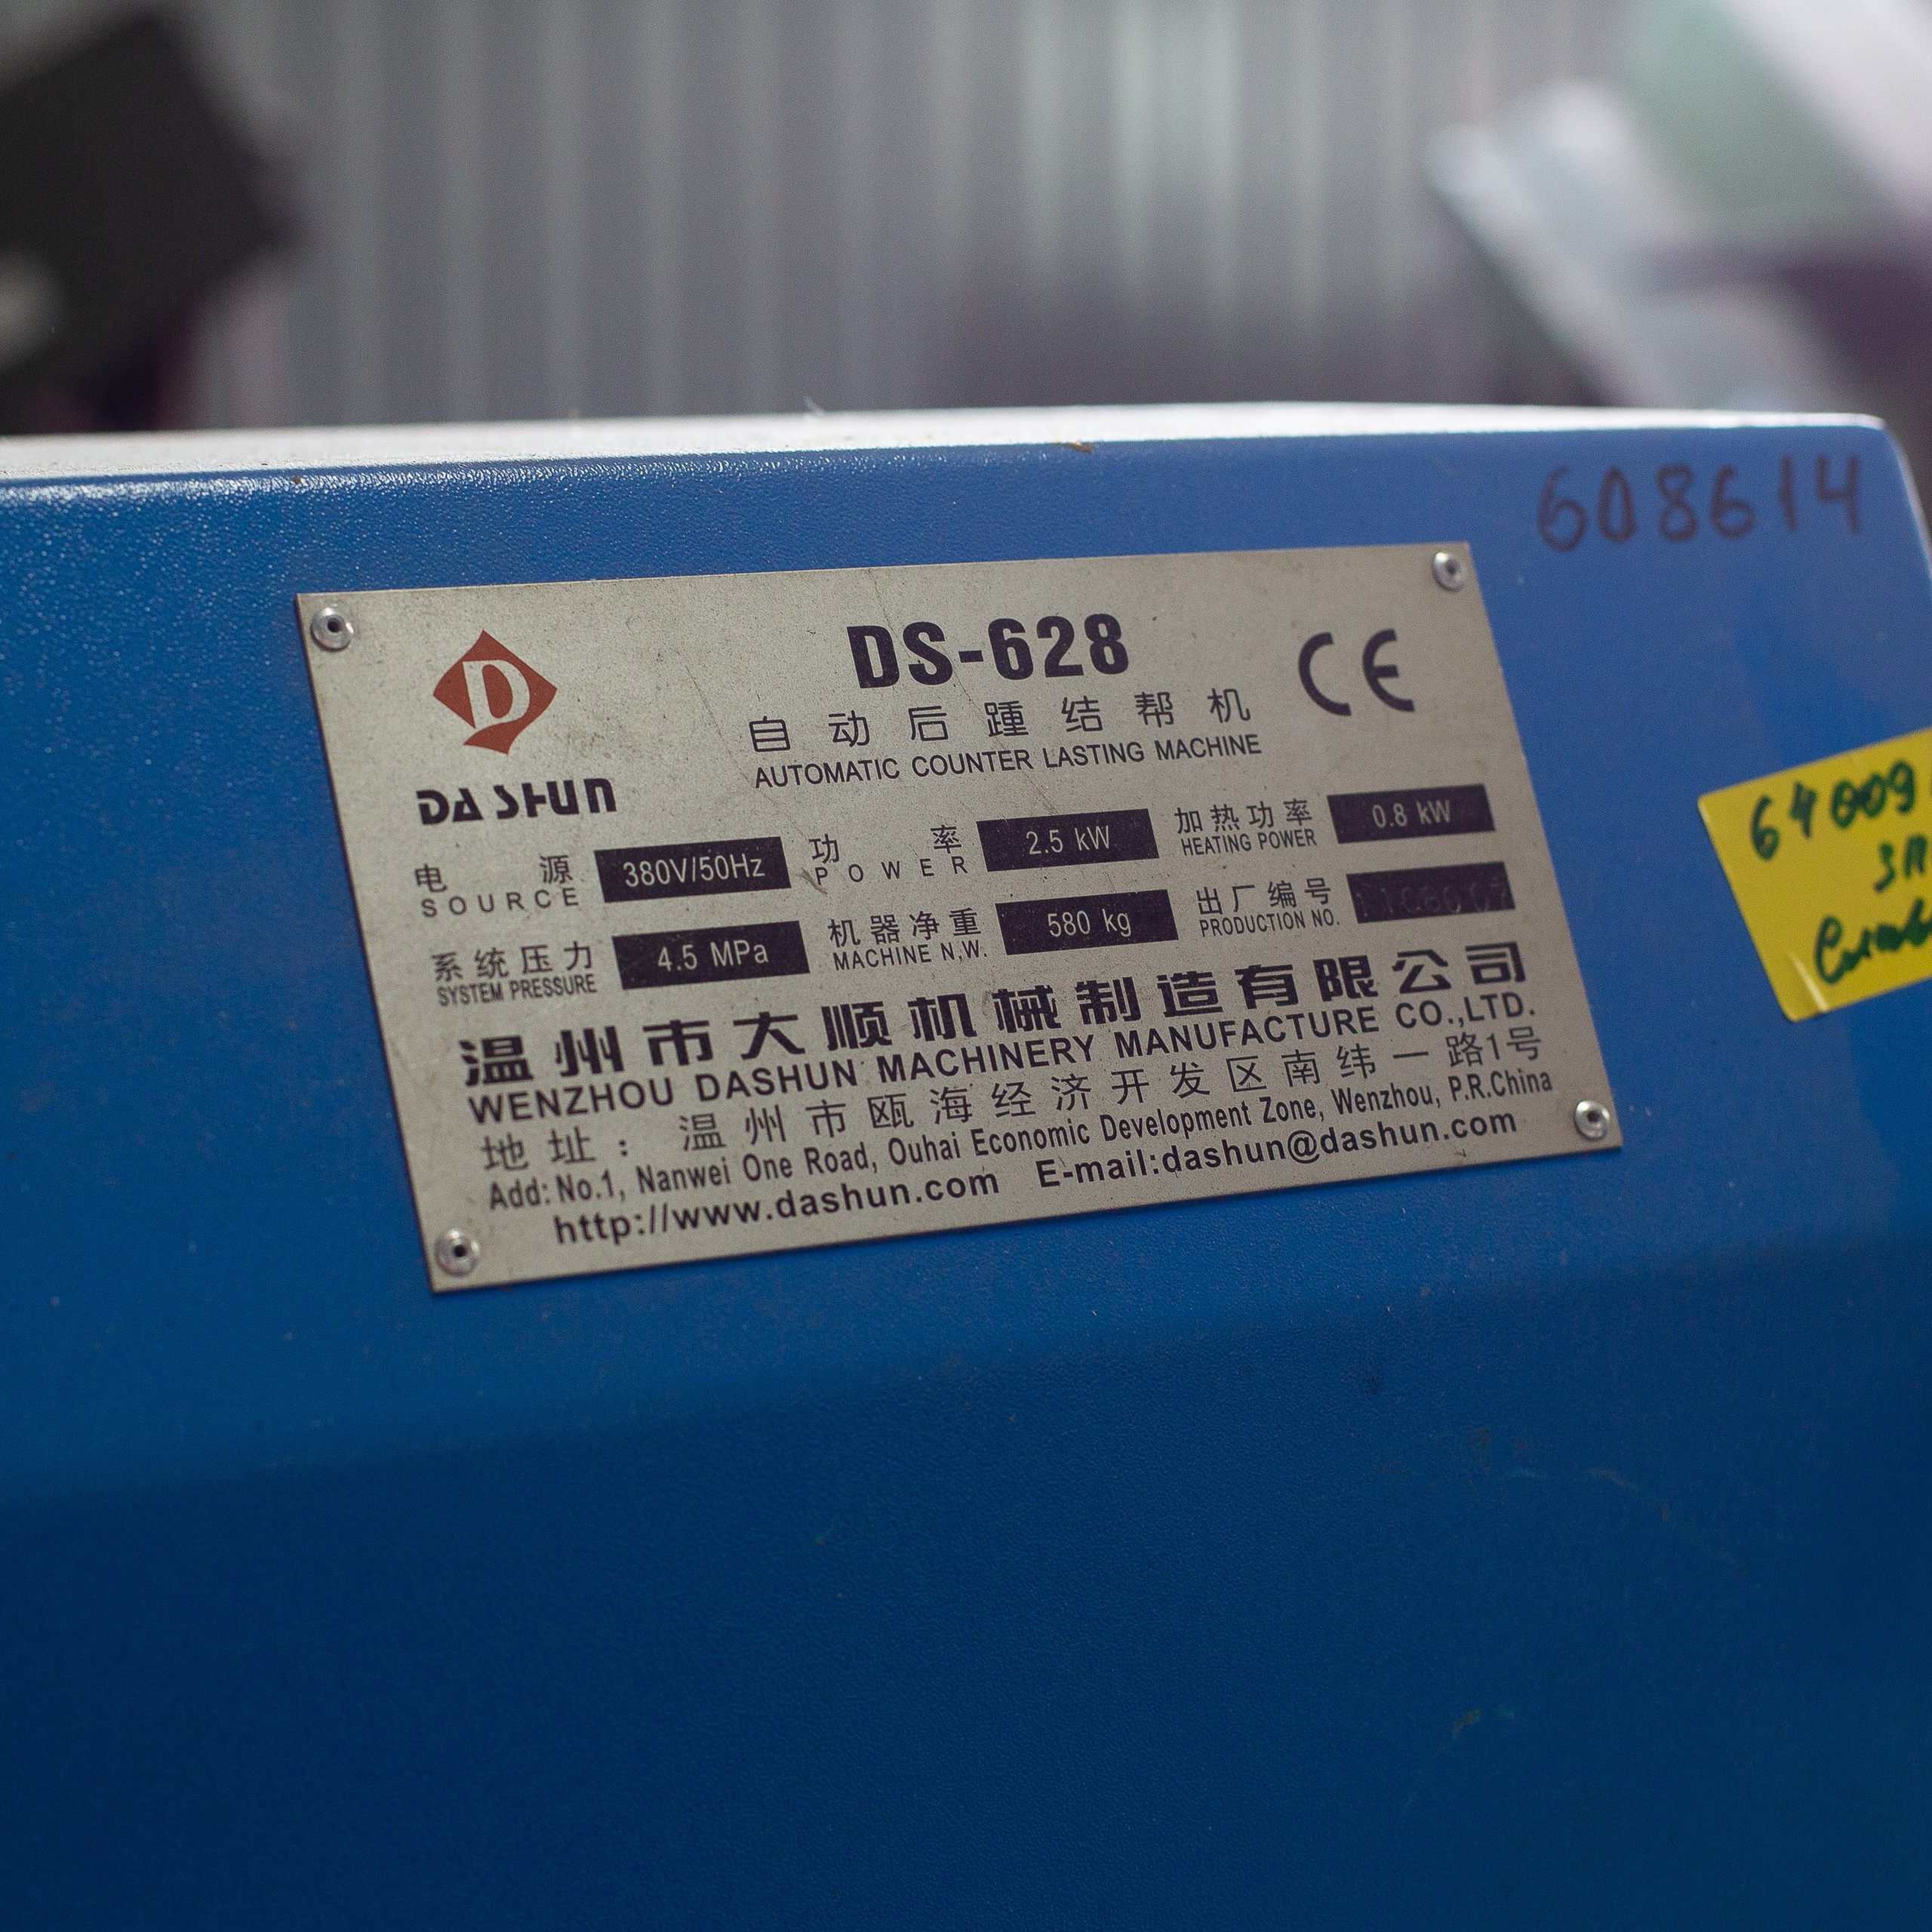 608614
D
DA SHUN
DS-628
自动后踵结帮机
AUTOMATIC COUNTER LASTING MACHINE
CE
电源 380V/50Hz 功率 2.5 kW 加热功率 0.8 kW
SOURCE POWER HEATING POWER
系统压力 4.5 MPa 机器净重 580 kg 出厂编号
SYSTEM PRESSURE MACHINE N.W. PRODUCTION NO.
温州市大顺机械制造有限公司
WENZHOU DASHUN MACHINERY MANUFACTURE CO.,LTD.
地址：温州市瓯海经济开发区南纬一路1号
Add: No.1, Nanwei One Road, Ouhai Economic Development Zone, Wenzhou, P.R.China
http://www.dashun.com E-mail:dashun@dashun.com